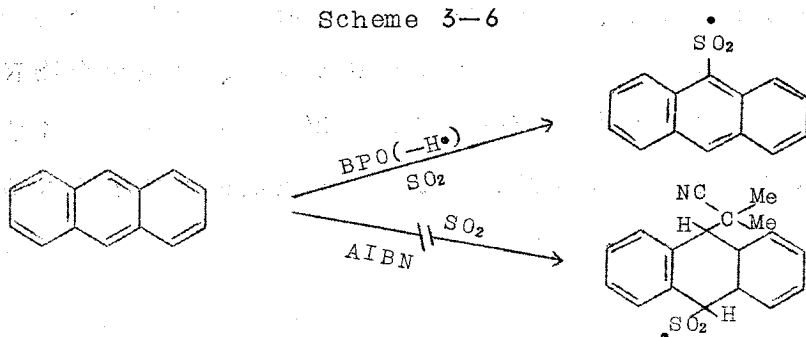 Scheme 3-6
•
SO₂
BPO(—H•)
SO₂
NC
Me
H
C
Me
AIBN
SO₂
H
•SO₂